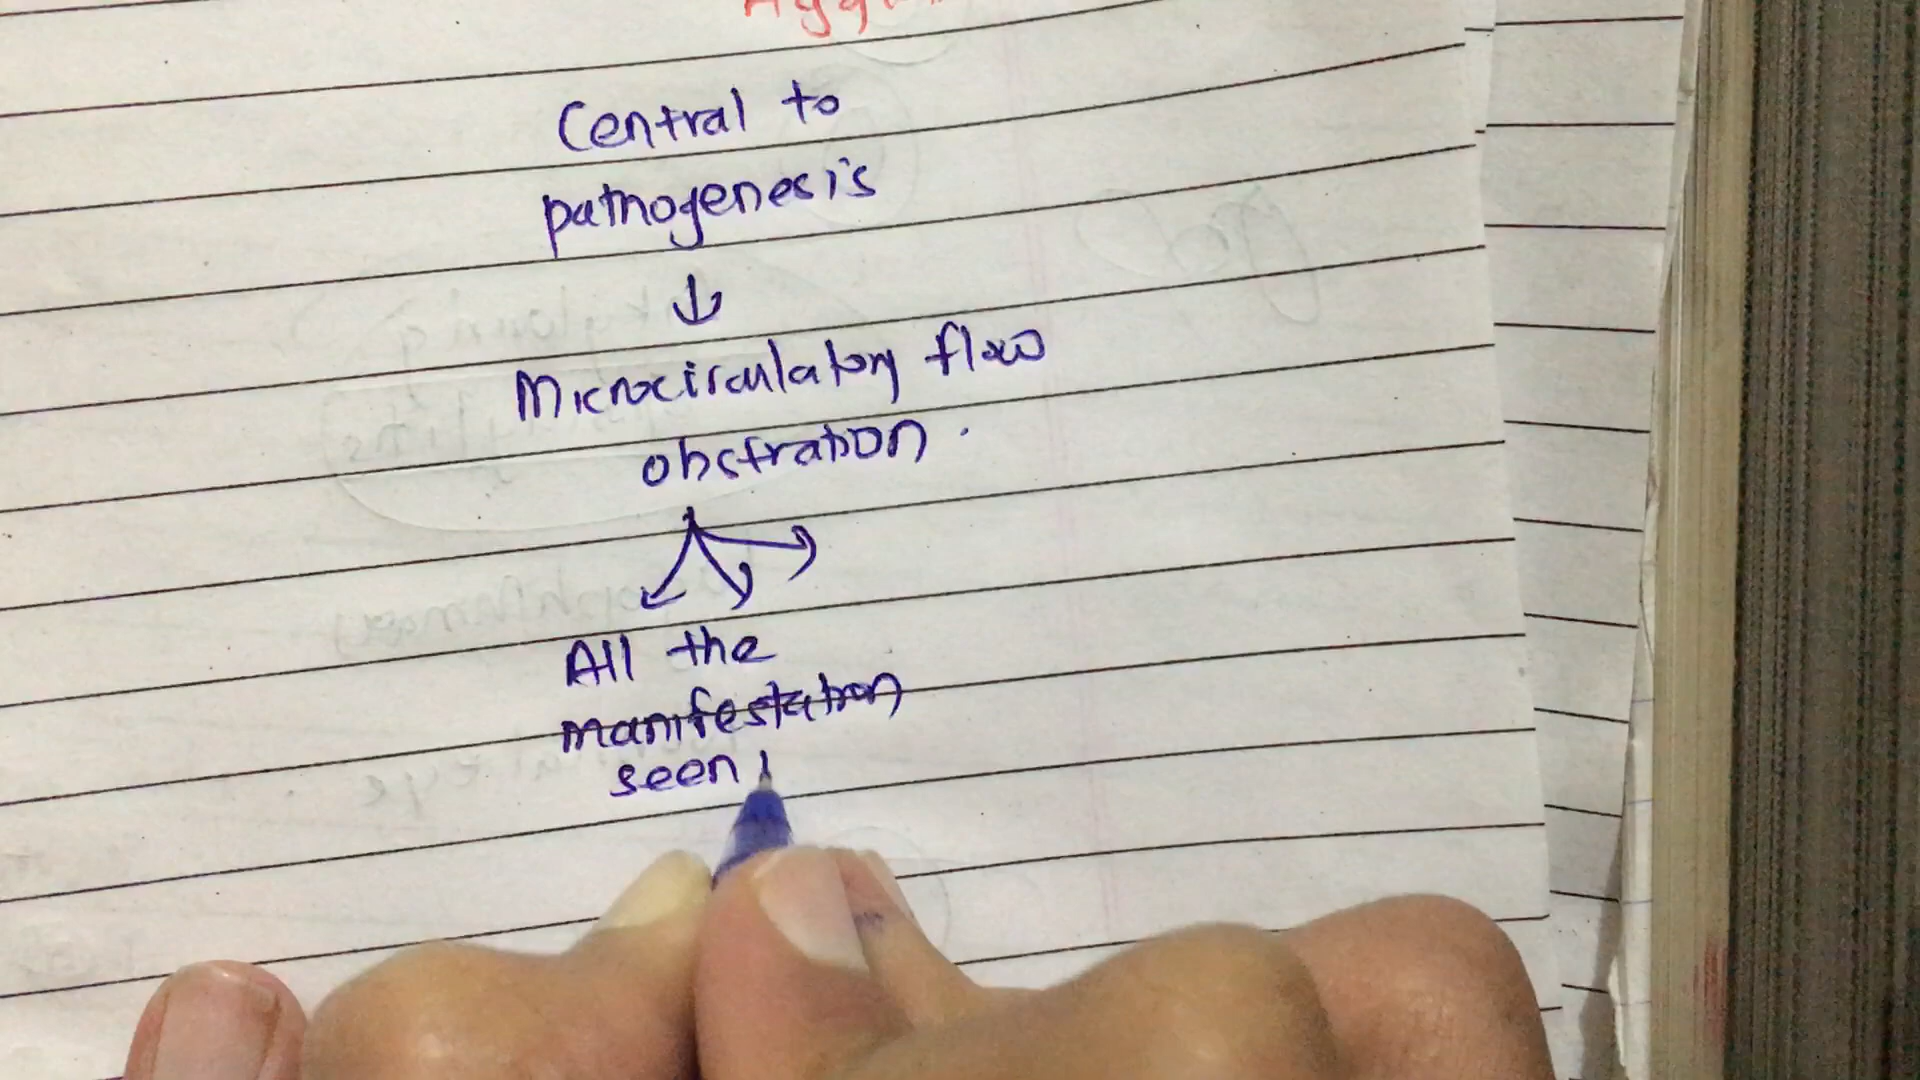 Central to
pathogenesis
↓
Microcirculatory flow
obstration.
All the
manifestation
seen